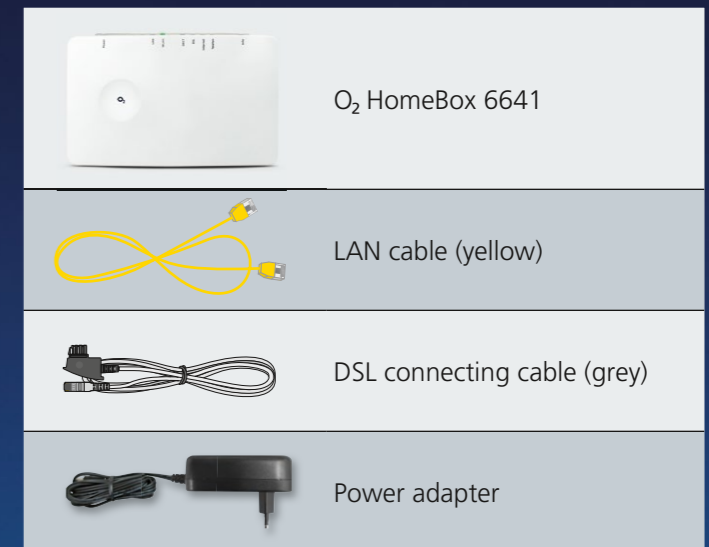 O₂ HomeBox 6641
LAN cable (yellow)
DSL connecting cable (grey)
Power adapter